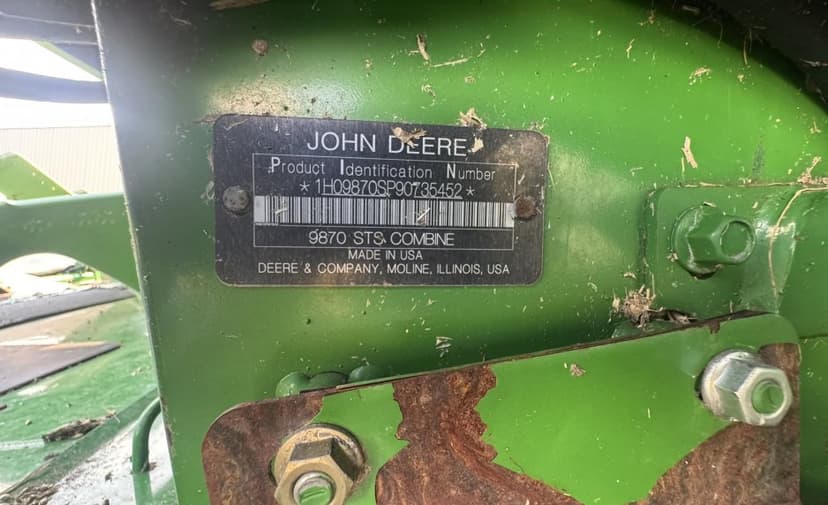 JOHN DEERE
Product Identification Number
*1H09870SP90735452*
9870 STS COMBINE
MADE IN USA
DEERE & COMPANY, MOLINE, ILLINOIS, USA